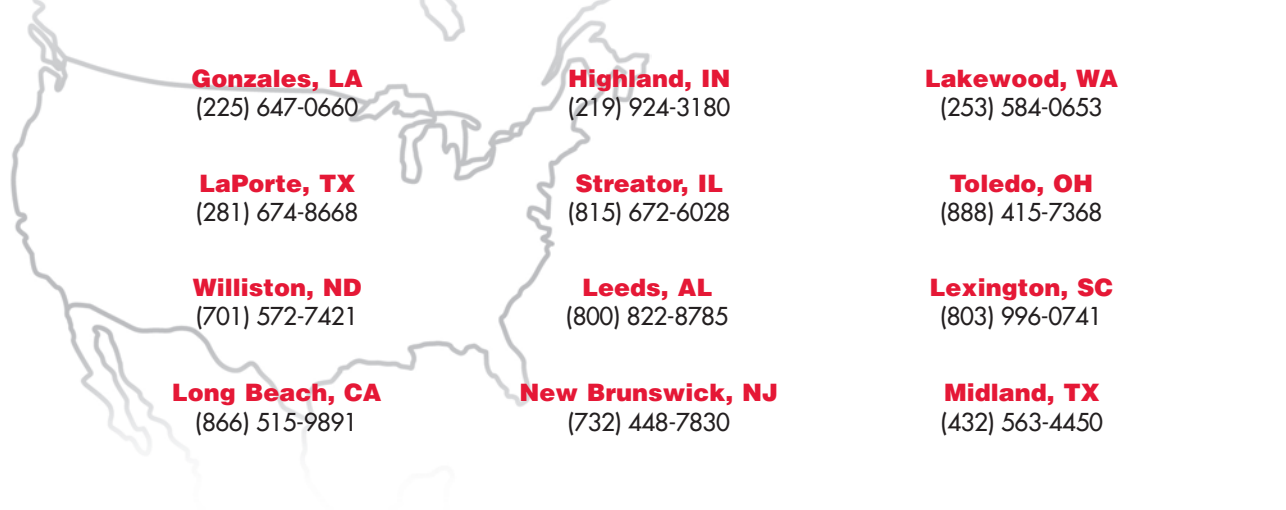 Gonzales, LA
(225) 647-0660
Highland, IN
(219) 924-3180
Lakewood, WA
(253) 584-0653
LaPorte, TX
(281) 674-8668
Streator, IL
(815) 672-6028
Toledo, OH
(888) 415-7368
Williston, ND
(701) 572-7421
Leeds, AL
(800) 822-8785
Lexington, SC
(803) 996-0741
Long Beach, CA
(866) 515-9891
New Brunswick, NJ
(732) 448-7830
Midland, TX
(432) 563-4450